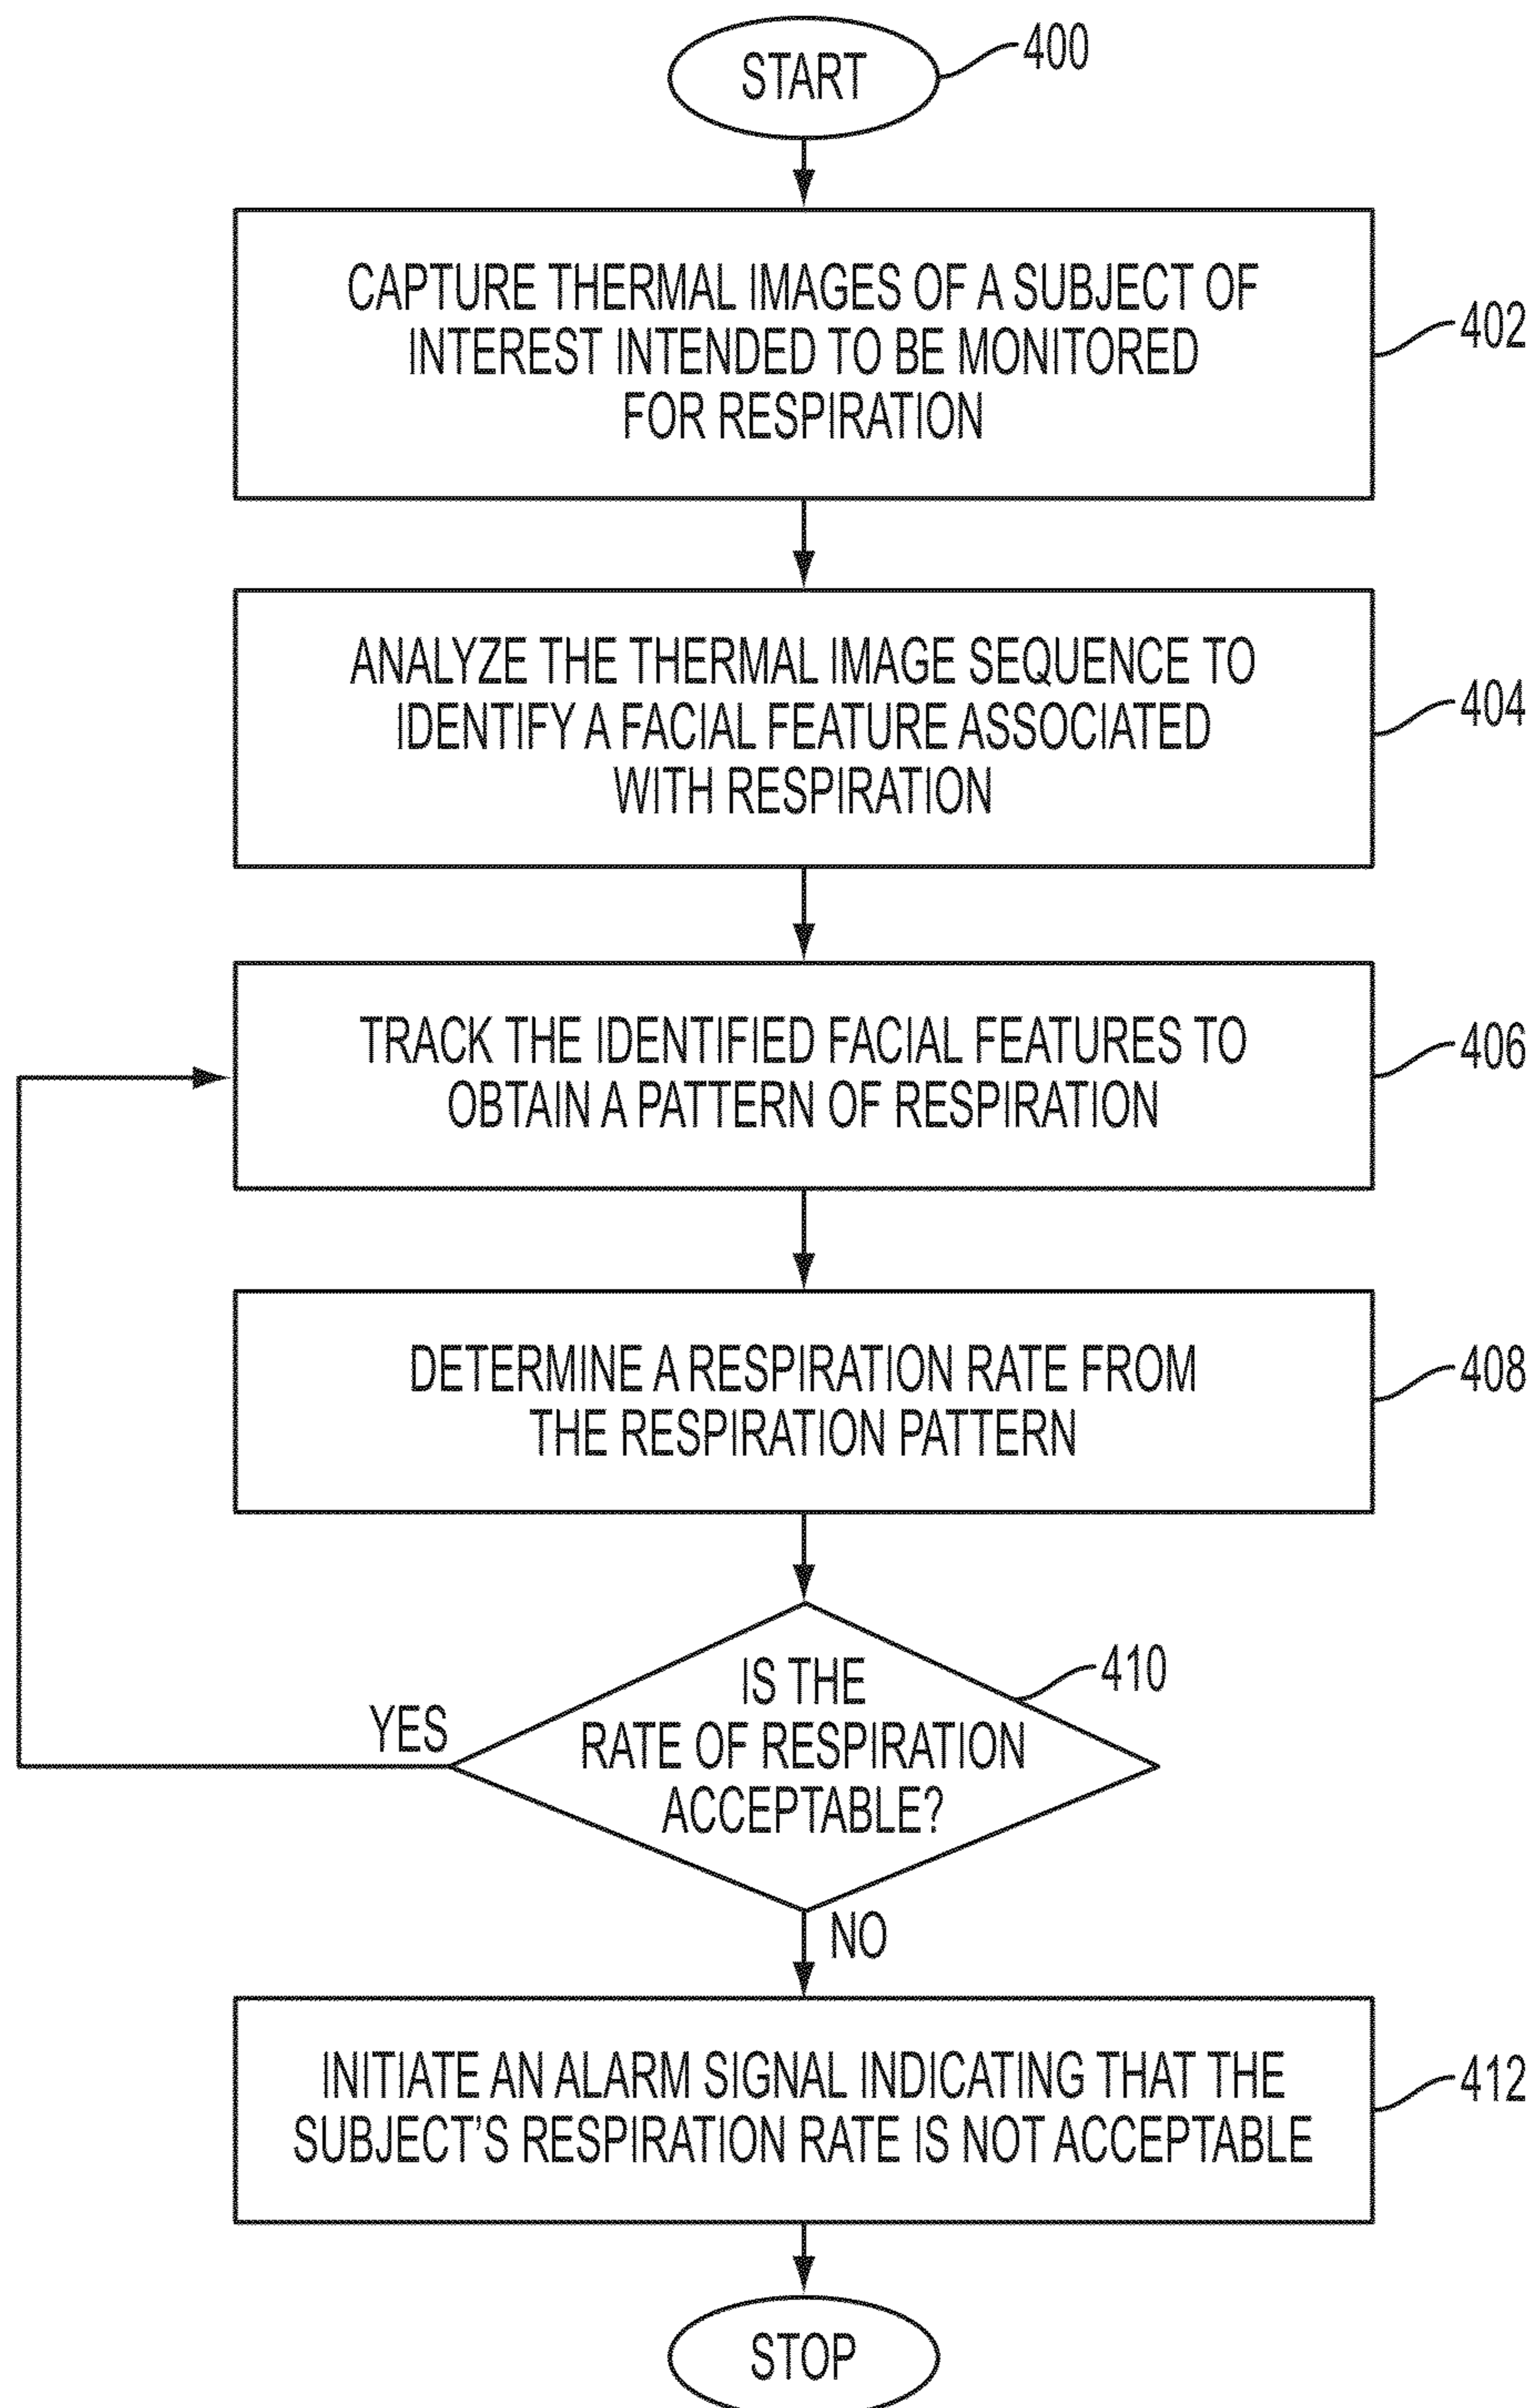 START
400
CAPTURE THERMAL IMAGES OF A SUBJECT OF
INTEREST INTENDED TO BE MONITORED
FOR RESPIRATION
402
ANALYZE THE THERMAL IMAGE SEQUENCE TO
IDENTIFY A FACIAL FEATURE ASSOCIATED
WITH RESPIRATION
404
TRACK THE IDENTIFIED FACIAL FEATURES TO
OBTAIN A PATTERN OF RESPIRATION
406
DETERMINE A RESPIRATION RATE FROM
THE RESPIRATION PATTERN
408
IS THE
RATE OF RESPIRATION
ACCEPTABLE?
410
YES
NO
INITIATE AN ALARM SIGNAL INDICATING THAT THE
SUBJECT'S RESPIRATION RATE IS NOT ACCEPTABLE
412
STOP